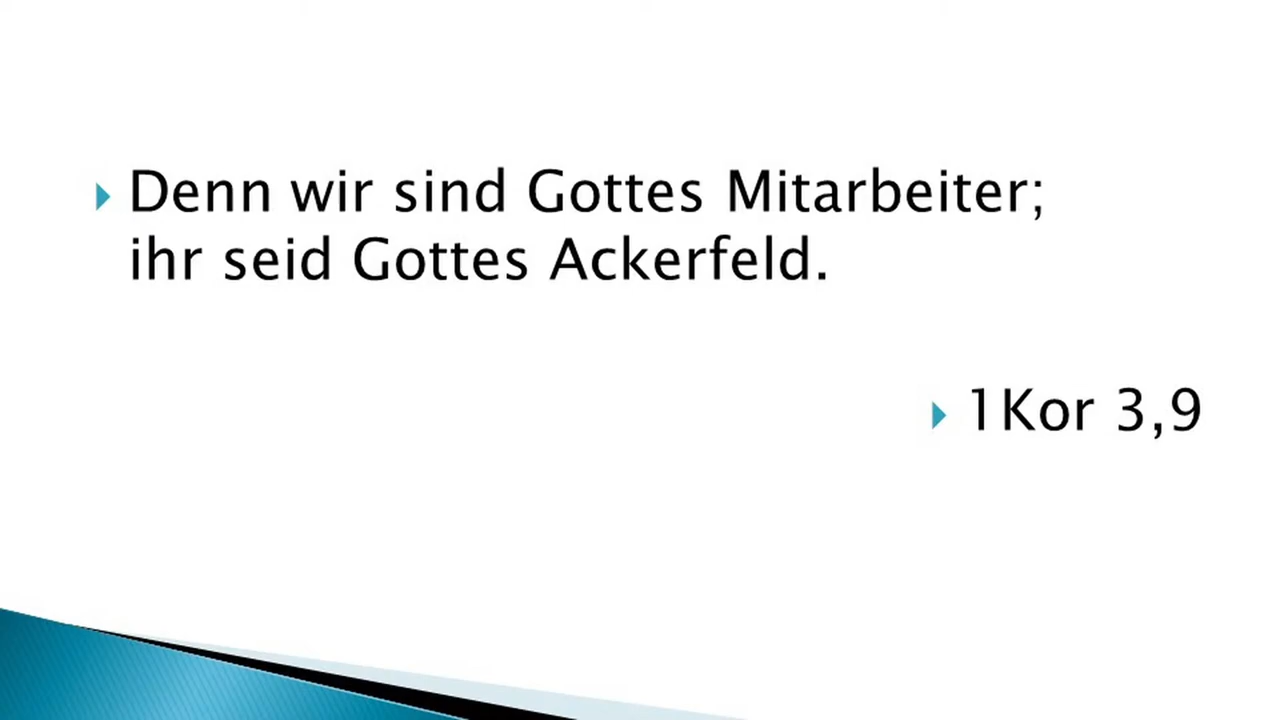 Denn wir sind Gottes Mitarbeiter;
ihr seid Gottes Ackerfeld.
1Kor 3,9